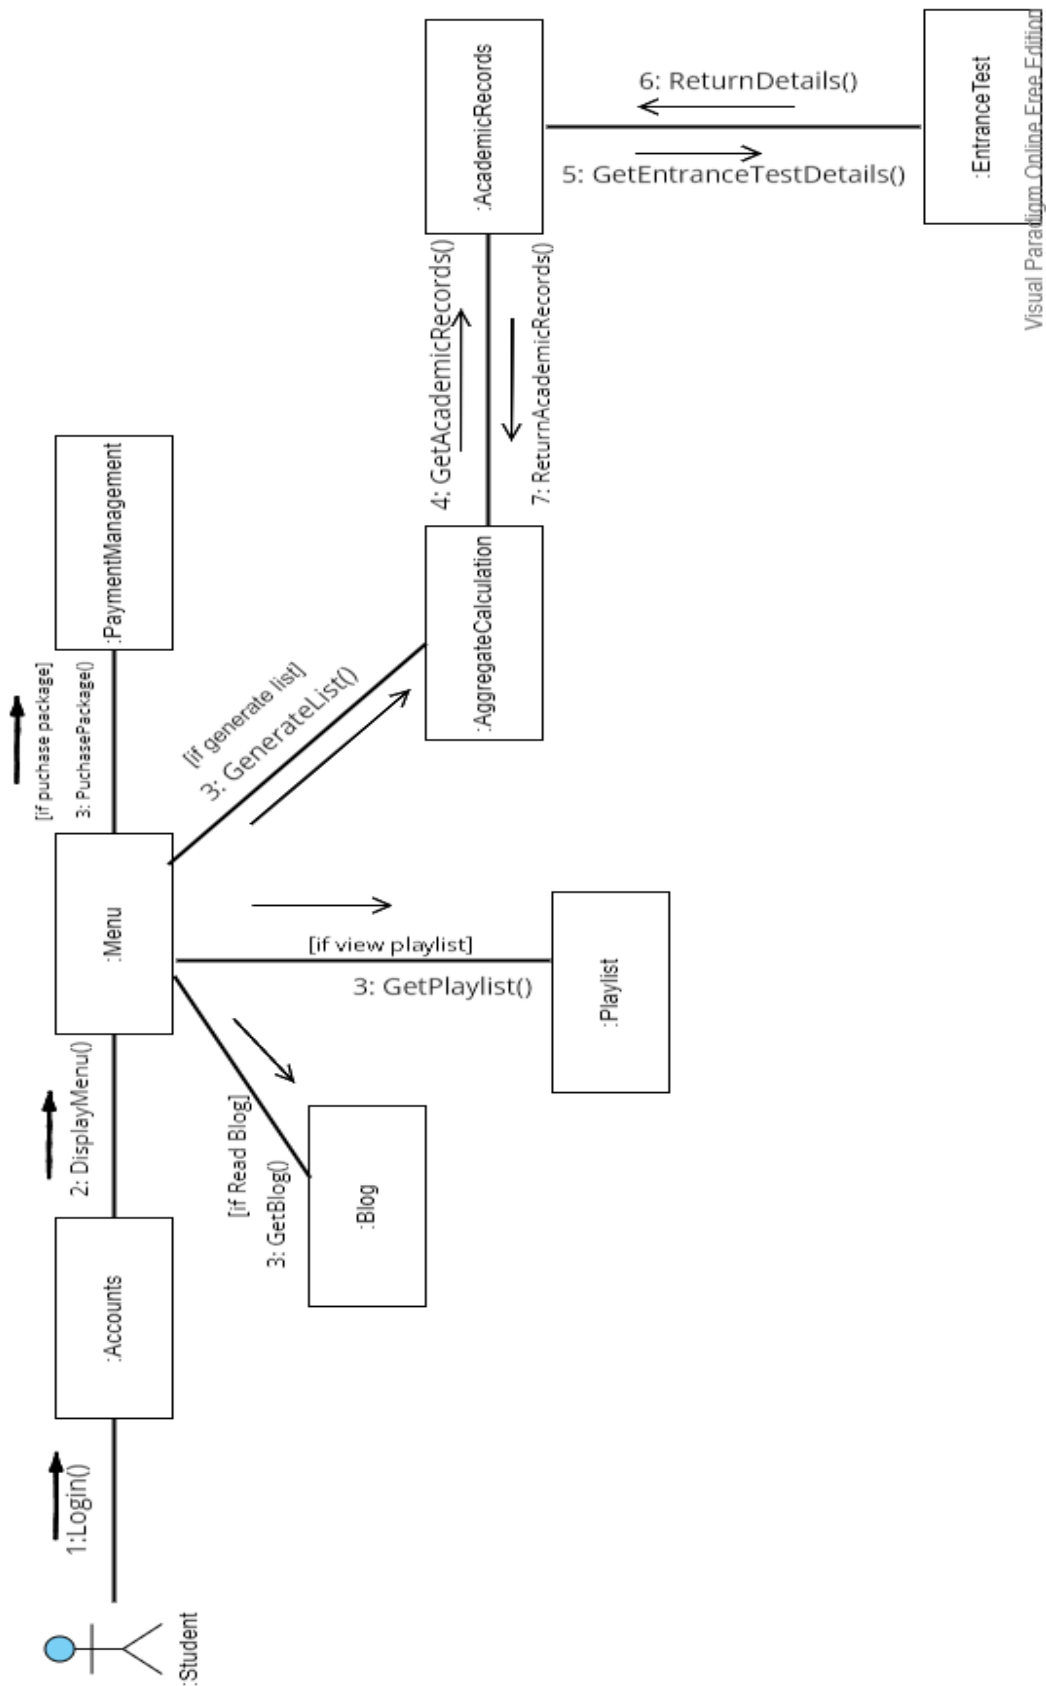 :Student
1:Login()
:Accounts
2: DisplayMenu()
:Menu
[if puchase package]
3: PuchasePackage()
:PaymentManagement
[if generate list]
3: GenerateList()
:AggregateCalculation
[if view playlist]
3: GetPlaylist()
:Playlist
[if Read Blog]
3: GetBlog()
:Blog
4: GetAcademicRecords()
7: ReturnAcademicRecords()
:AcademicRecords
6: ReturnDetails()
5: GetEntranceTestDetails()
:EntranceTest
Visual Paradigm Online Free Edition